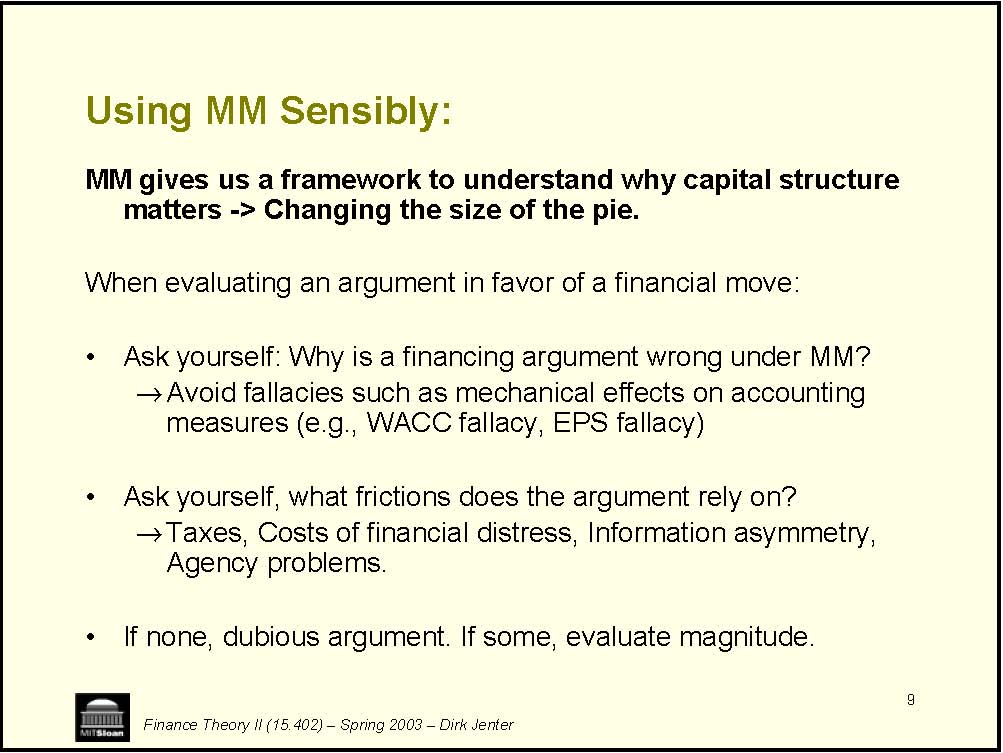 Using MM Sensibly:
MM gives us a framework to understand why capital structure
matters -> Changing the size of the pie.
When evaluating an argument in favor of a financial move:
• Ask yourself: Why is a financing argument wrong under MM?
→ Avoid fallacies such as mechanical effects on accounting
measures (e.g., WACC fallacy, EPS fallacy)
• Ask yourself, what frictions does the argument rely on?
→ Taxes, Costs of financial distress, Information asymmetry,
Agency problems.
• If none, dubious argument. If some, evaluate magnitude.
9
MITSloan
Finance Theory II (15.402) – Spring 2003 – Dirk Jenter